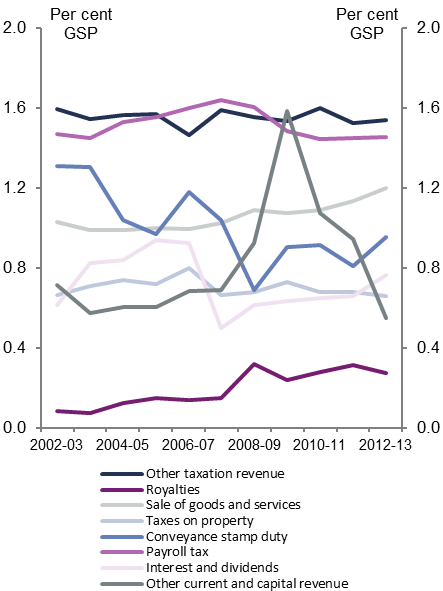 Per cent GSP
Per cent GSP
2.0
2.0
1.6
1.6
1.2
1.2
0.8
0.8
0.4
0.4
0.0
0.0
2002-03 2004-05 2006-07 2008-09 2010-11 2012-13
Other taxation revenue
Royalties
Sale of goods and services
Taxes on property
Conveyance stamp duty
Payroll tax
Interest and dividends
Other current and capital revenue